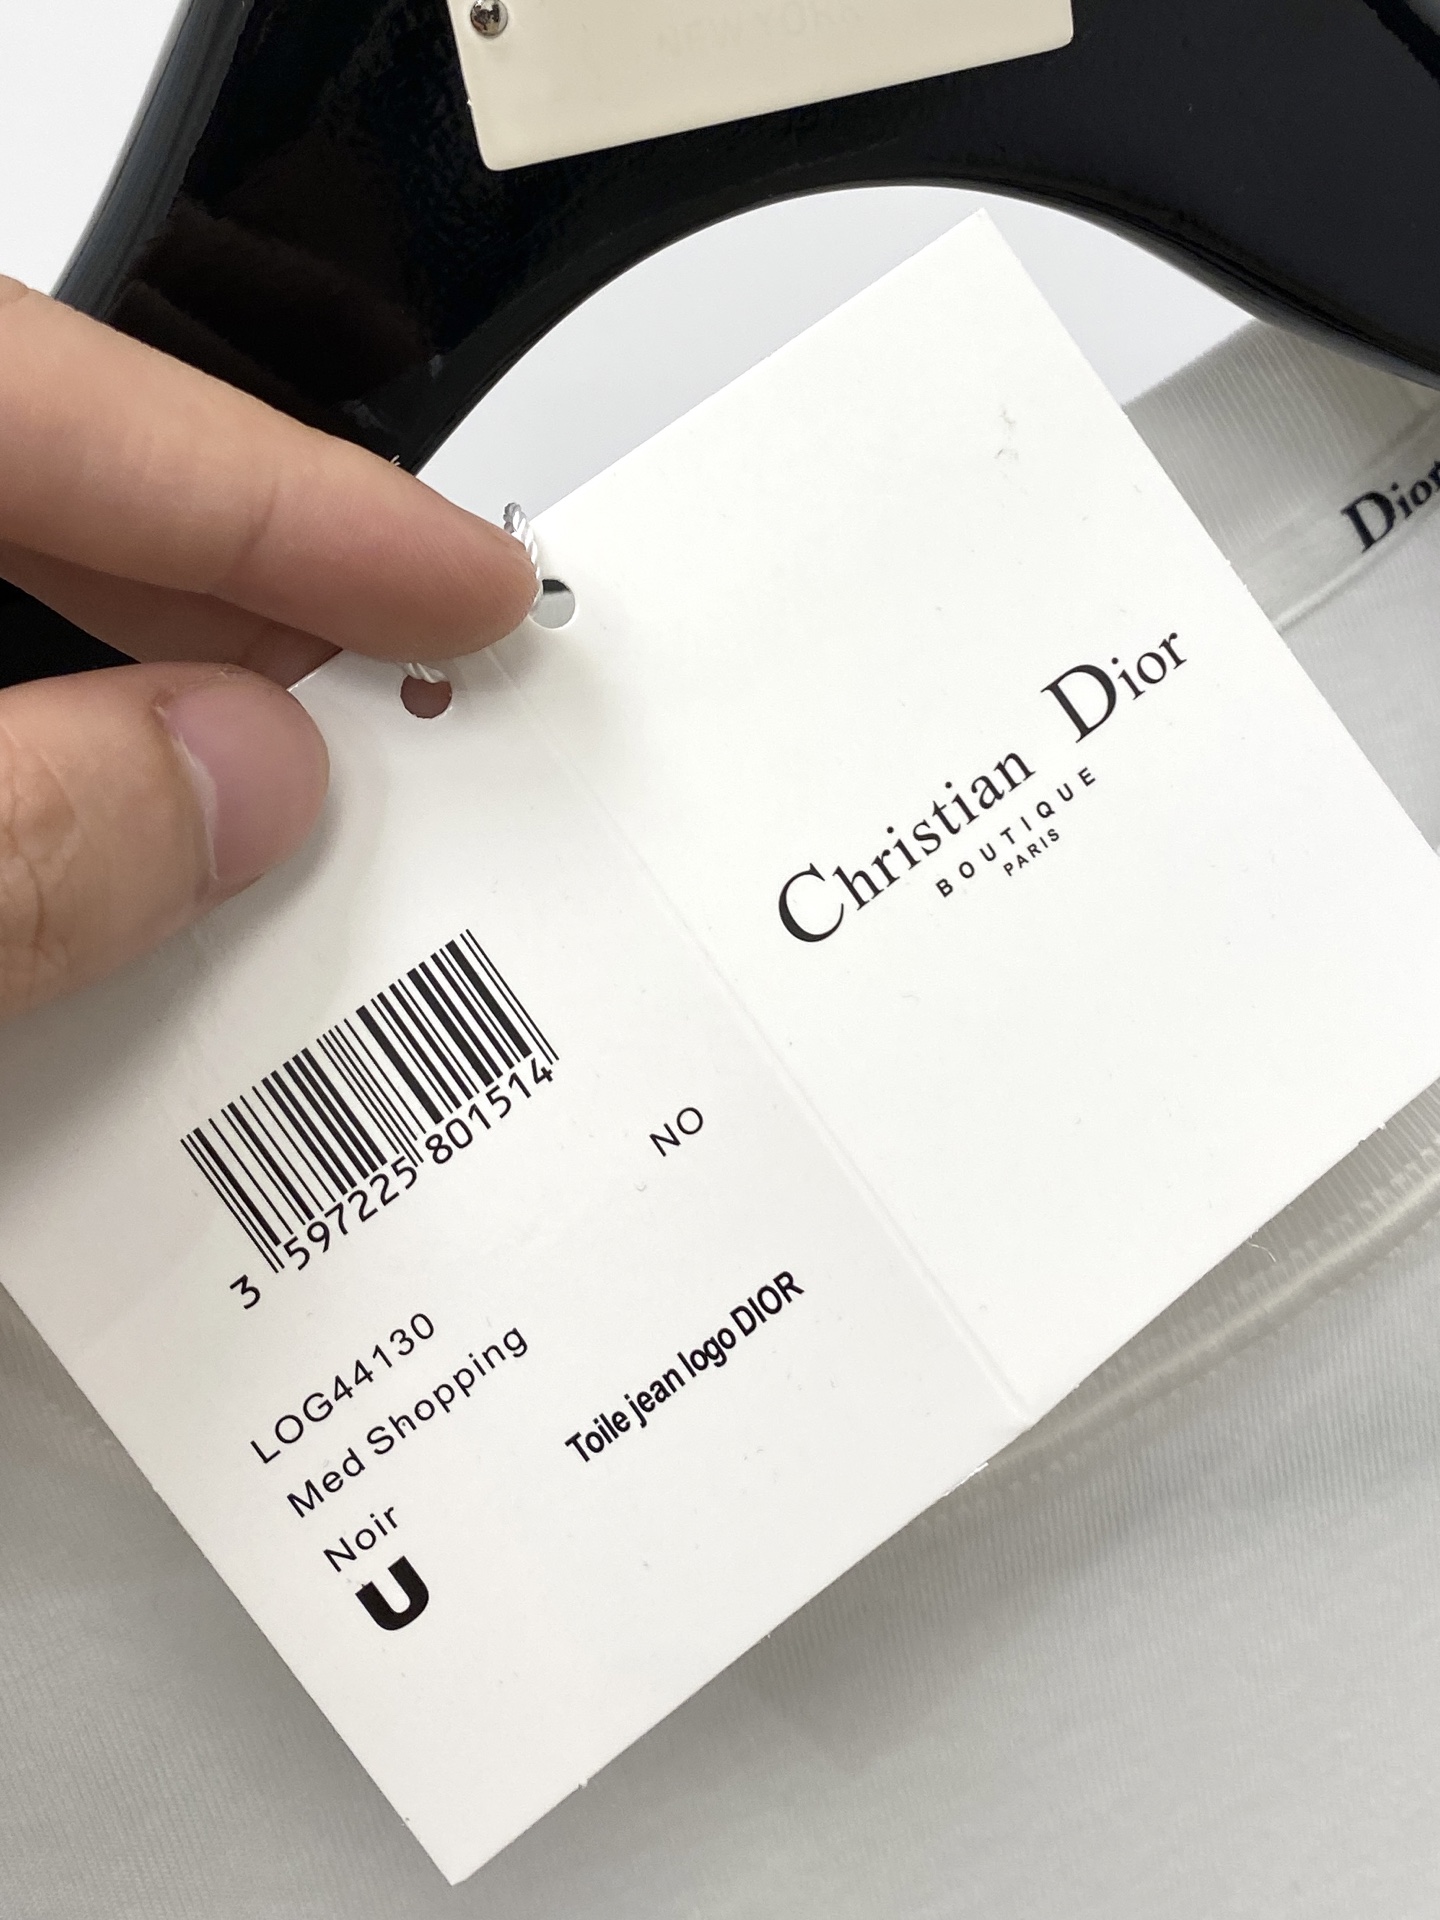 Dior
Christian Dior
BOUTIQUE
PARIS
3 597225 801514
NO
LOG44130
Med Shopping
Toile jean logo DIOR
Noir
U